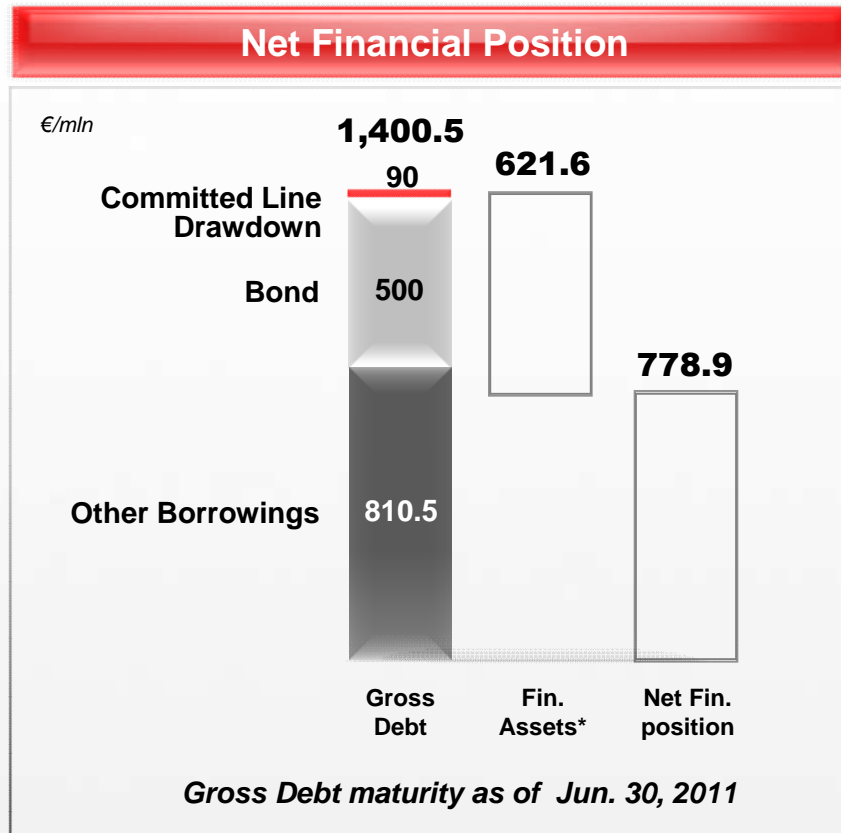 Net Financial Position
€/mln
1,400.5
621.6
90
Committed Line
Drawdown
Bond
500
778.9
Other Borrowings
810.5
Gross
Debt
Fin.
Assets*
Net Fin.
position
Gross Debt maturity as of Jun. 30, 2011